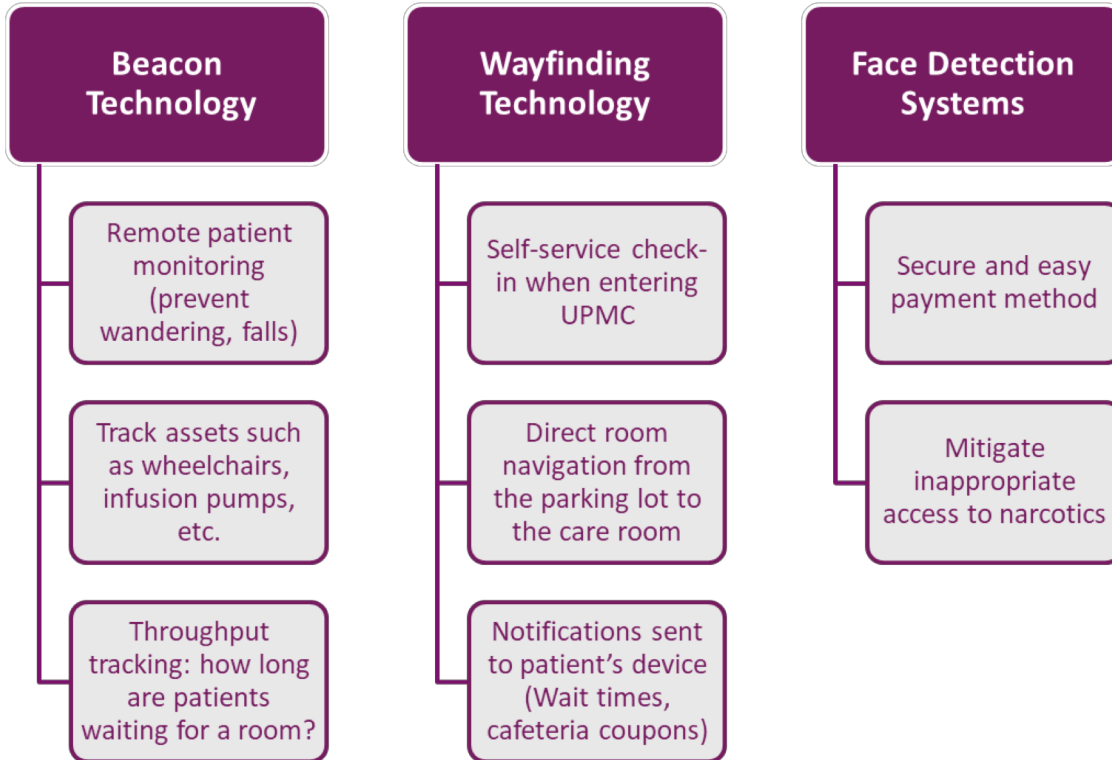 Beacon
Technology
Remote patient
monitoring
(prevent
wandering, falls)
Track assets such
as wheelchairs,
infusion pumps,
etc.
Throughput
tracking: how long
are patients
waiting for a room?
Wayfinding
Technology
Self-service check-
in when entering
UPMC
Direct room
navigation from
the parking lot to
the care room
Notifications sent
to patient’s device
(Wait times,
cafeteria coupons)
Face Detection
Systems
Secure and easy
payment method
Mitigate
inappropriate
access to narcotics